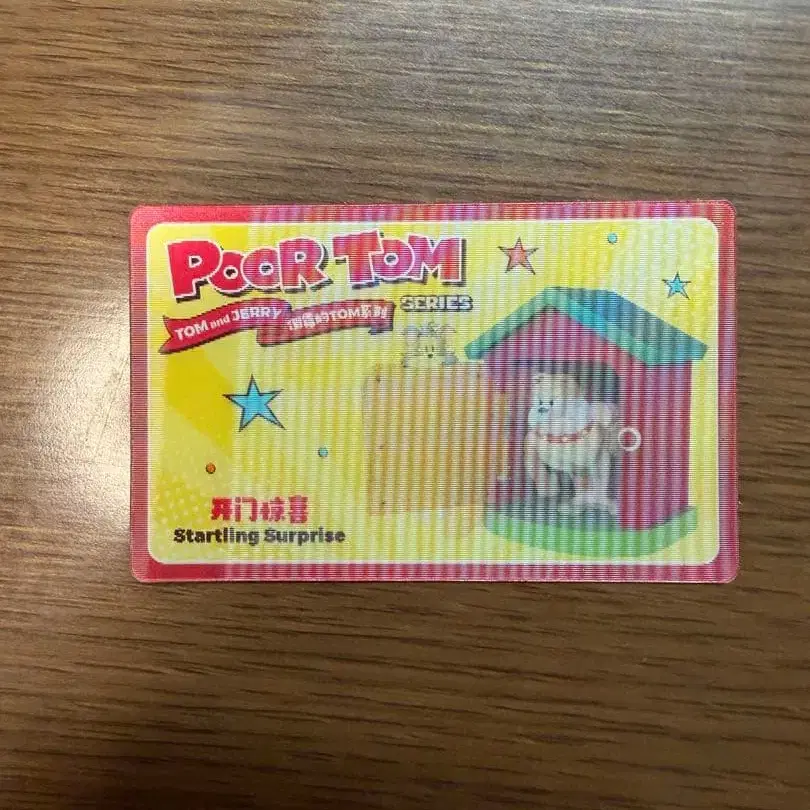 POOR TOM
SERIES
TOM and JERRY 倒霉的TOM系列
开门惊喜
Startling Surprise